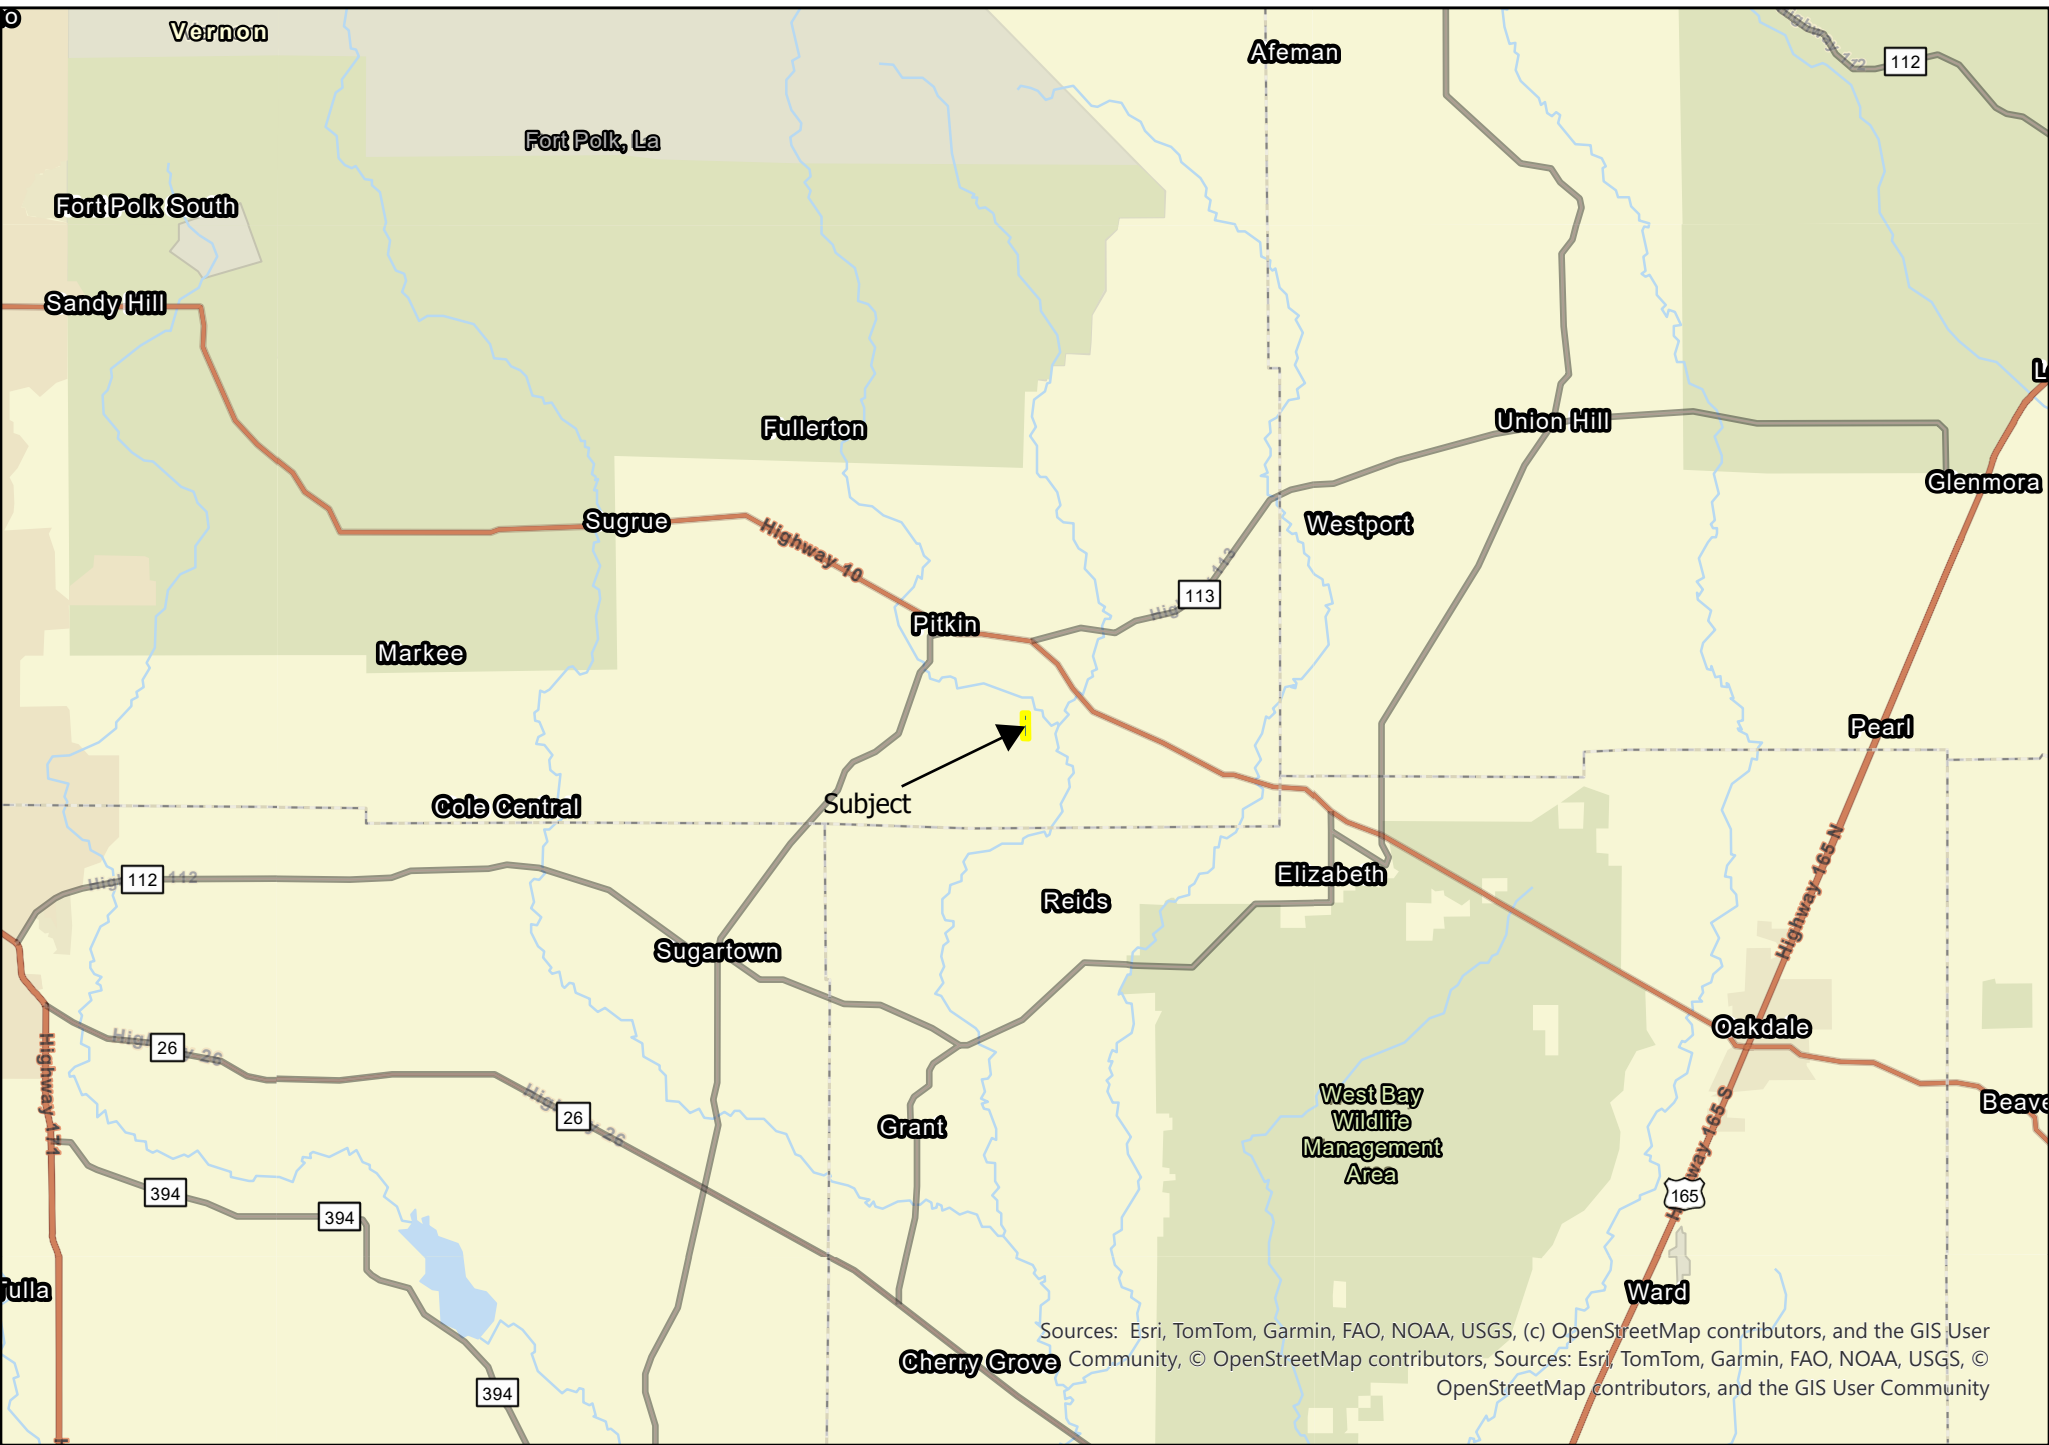 o
Vernon
Afeman
Highway 112
112
Fort Polk, La
Fort Polk South
Sandy Hill
Fullerton
Union Hill
Glenmora
Sugrue
Highway 10
Westport
113
113
Pitkin
Markee
Pearl
Subject
Cole Central
112
112
Elizabeth
Reids
Highway 165 N
Sugartown
Oakdale
26
Highway 171
26
West Bay
Wildlife
Management
Area
Beave
Grant
394
394
165
Ward
Cherry Grove
394
Sources: Esri, TomTom, Garmin, FAO, NOAA, USGS, (c) OpenStreetMap contributors, and the GIS User
Community, © OpenStreetMap contributors, Sources: Esri, TomTom, Garmin, FAO, NOAA, USGS, ©
OpenStreetMap contributors, and the GIS User Community